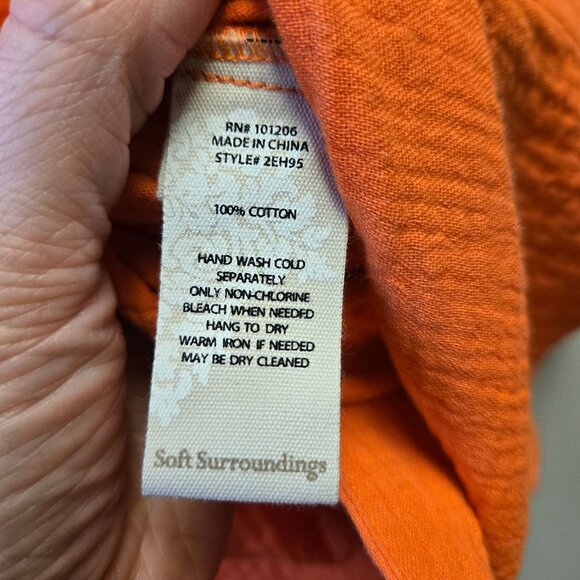 RN# 101206
MADE IN CHINA
STYLE# 2EH95
100% COTTON
HAND WASH COLD
SEPARATELY
ONLY NON-CHLORINE
BLEACH WHEN NEEDED
HANG TO DRY
WARM IRON IF NEEDED
MAY BE DRY CLEANED
Soft Surroundings